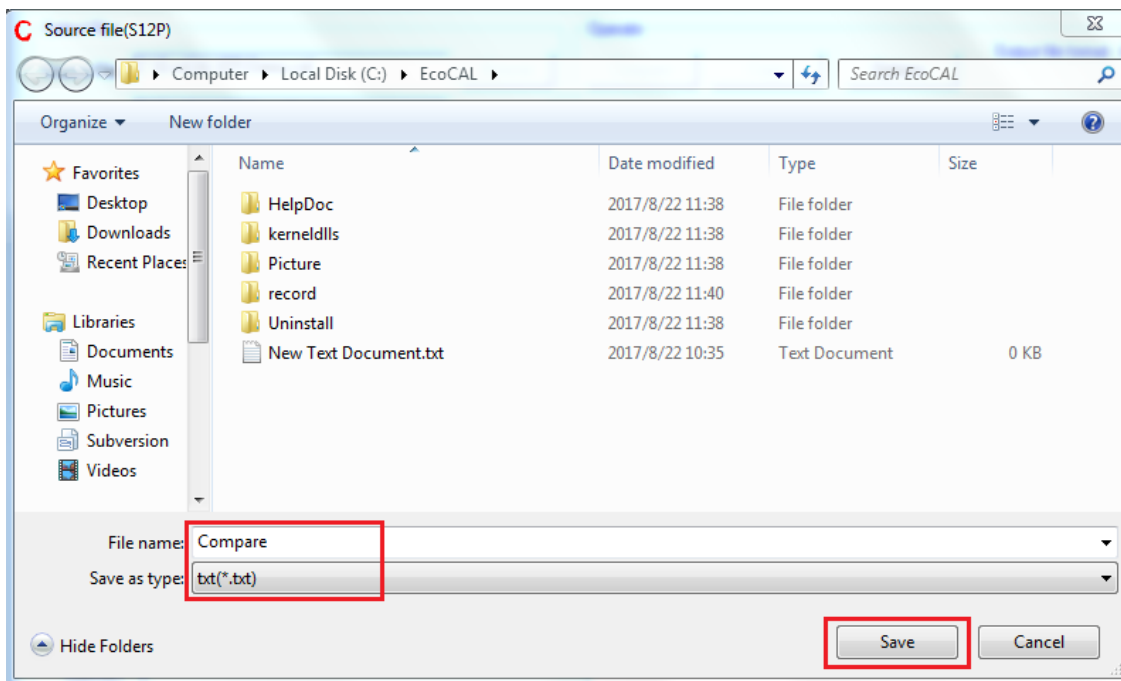 Source file(S12P)
Computer Local Disk (C:) EcoCAL Search EcoCAL
Organize New folder
Favorites
Desktop
Downloads
Recent Places
Libraries
Documents
Music
Pictures
Subversion
Videos
Name Date modified Type Size
HelpDoc 2017/8/22 11:38 File folder
kerneldlls 2017/8/22 11:38 File folder
Picture 2017/8/22 11:38 File folder
record 2017/8/22 11:40 File folder
Uninstall 2017/8/22 11:38 File folder
New Text Document.txt 2017/8/22 10:35 Text Document 0 KB
File name: Compare
Save as type: txt(*.txt)
Hide Folders Save Cancel